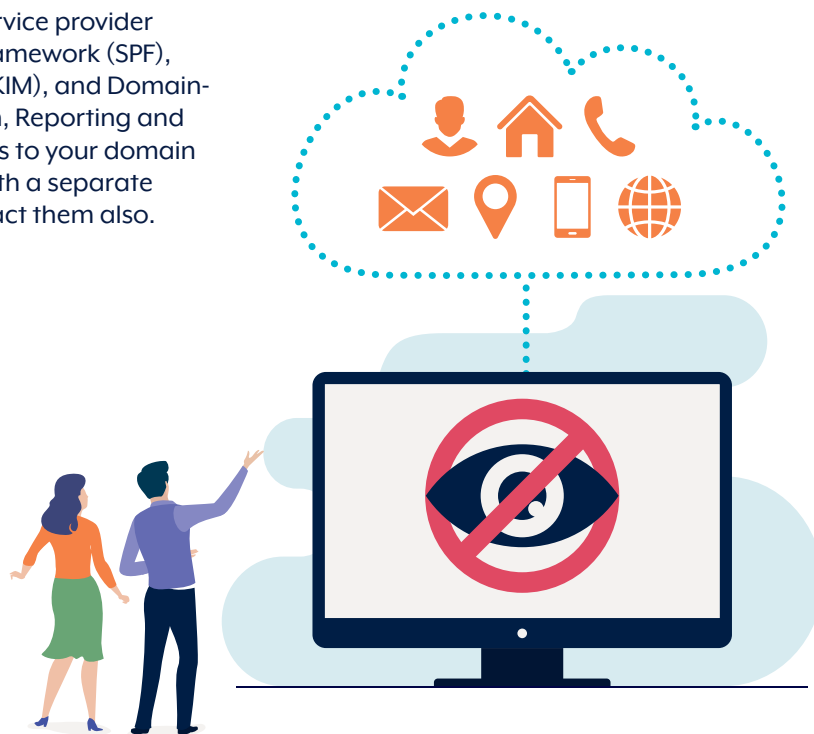 rvice provider
amework (SPF),
KIM), and Domain-
n, Reporting and
s to your domain
th a separate
act them also.